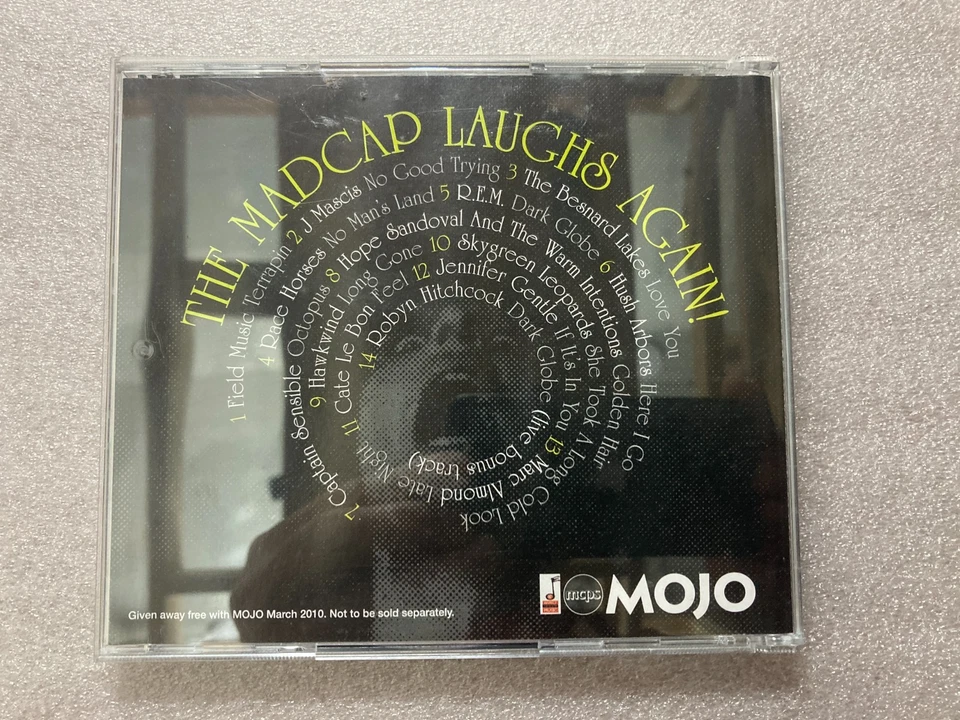 THE MADCAP LAUGHS AGAIN!
1 Field Music Terrapin 2 J Mascis No Good Trying 3 The Besnard Lakes Love You
4 Race Horses No Man's Land 5 R.E.M. Dark Globe 6 Hush Arbors Here I Go
7 Captain Sensible Octopus 8 Hope Sandoval And The Warm Intentions Golden Hair
9 Hawkwind Long Gone 10 Skygreen Leopards She Took A Long Cold Look
11 Cate Le Bon Feel 12 Jennifer Gentle If It's In You 13 Marc Almond Late Night
14 Robyn Hitchcock Dark Globe (live bonus track)
mcps MOJO
Given away free with MOJO March 2010. Not to be sold separately.